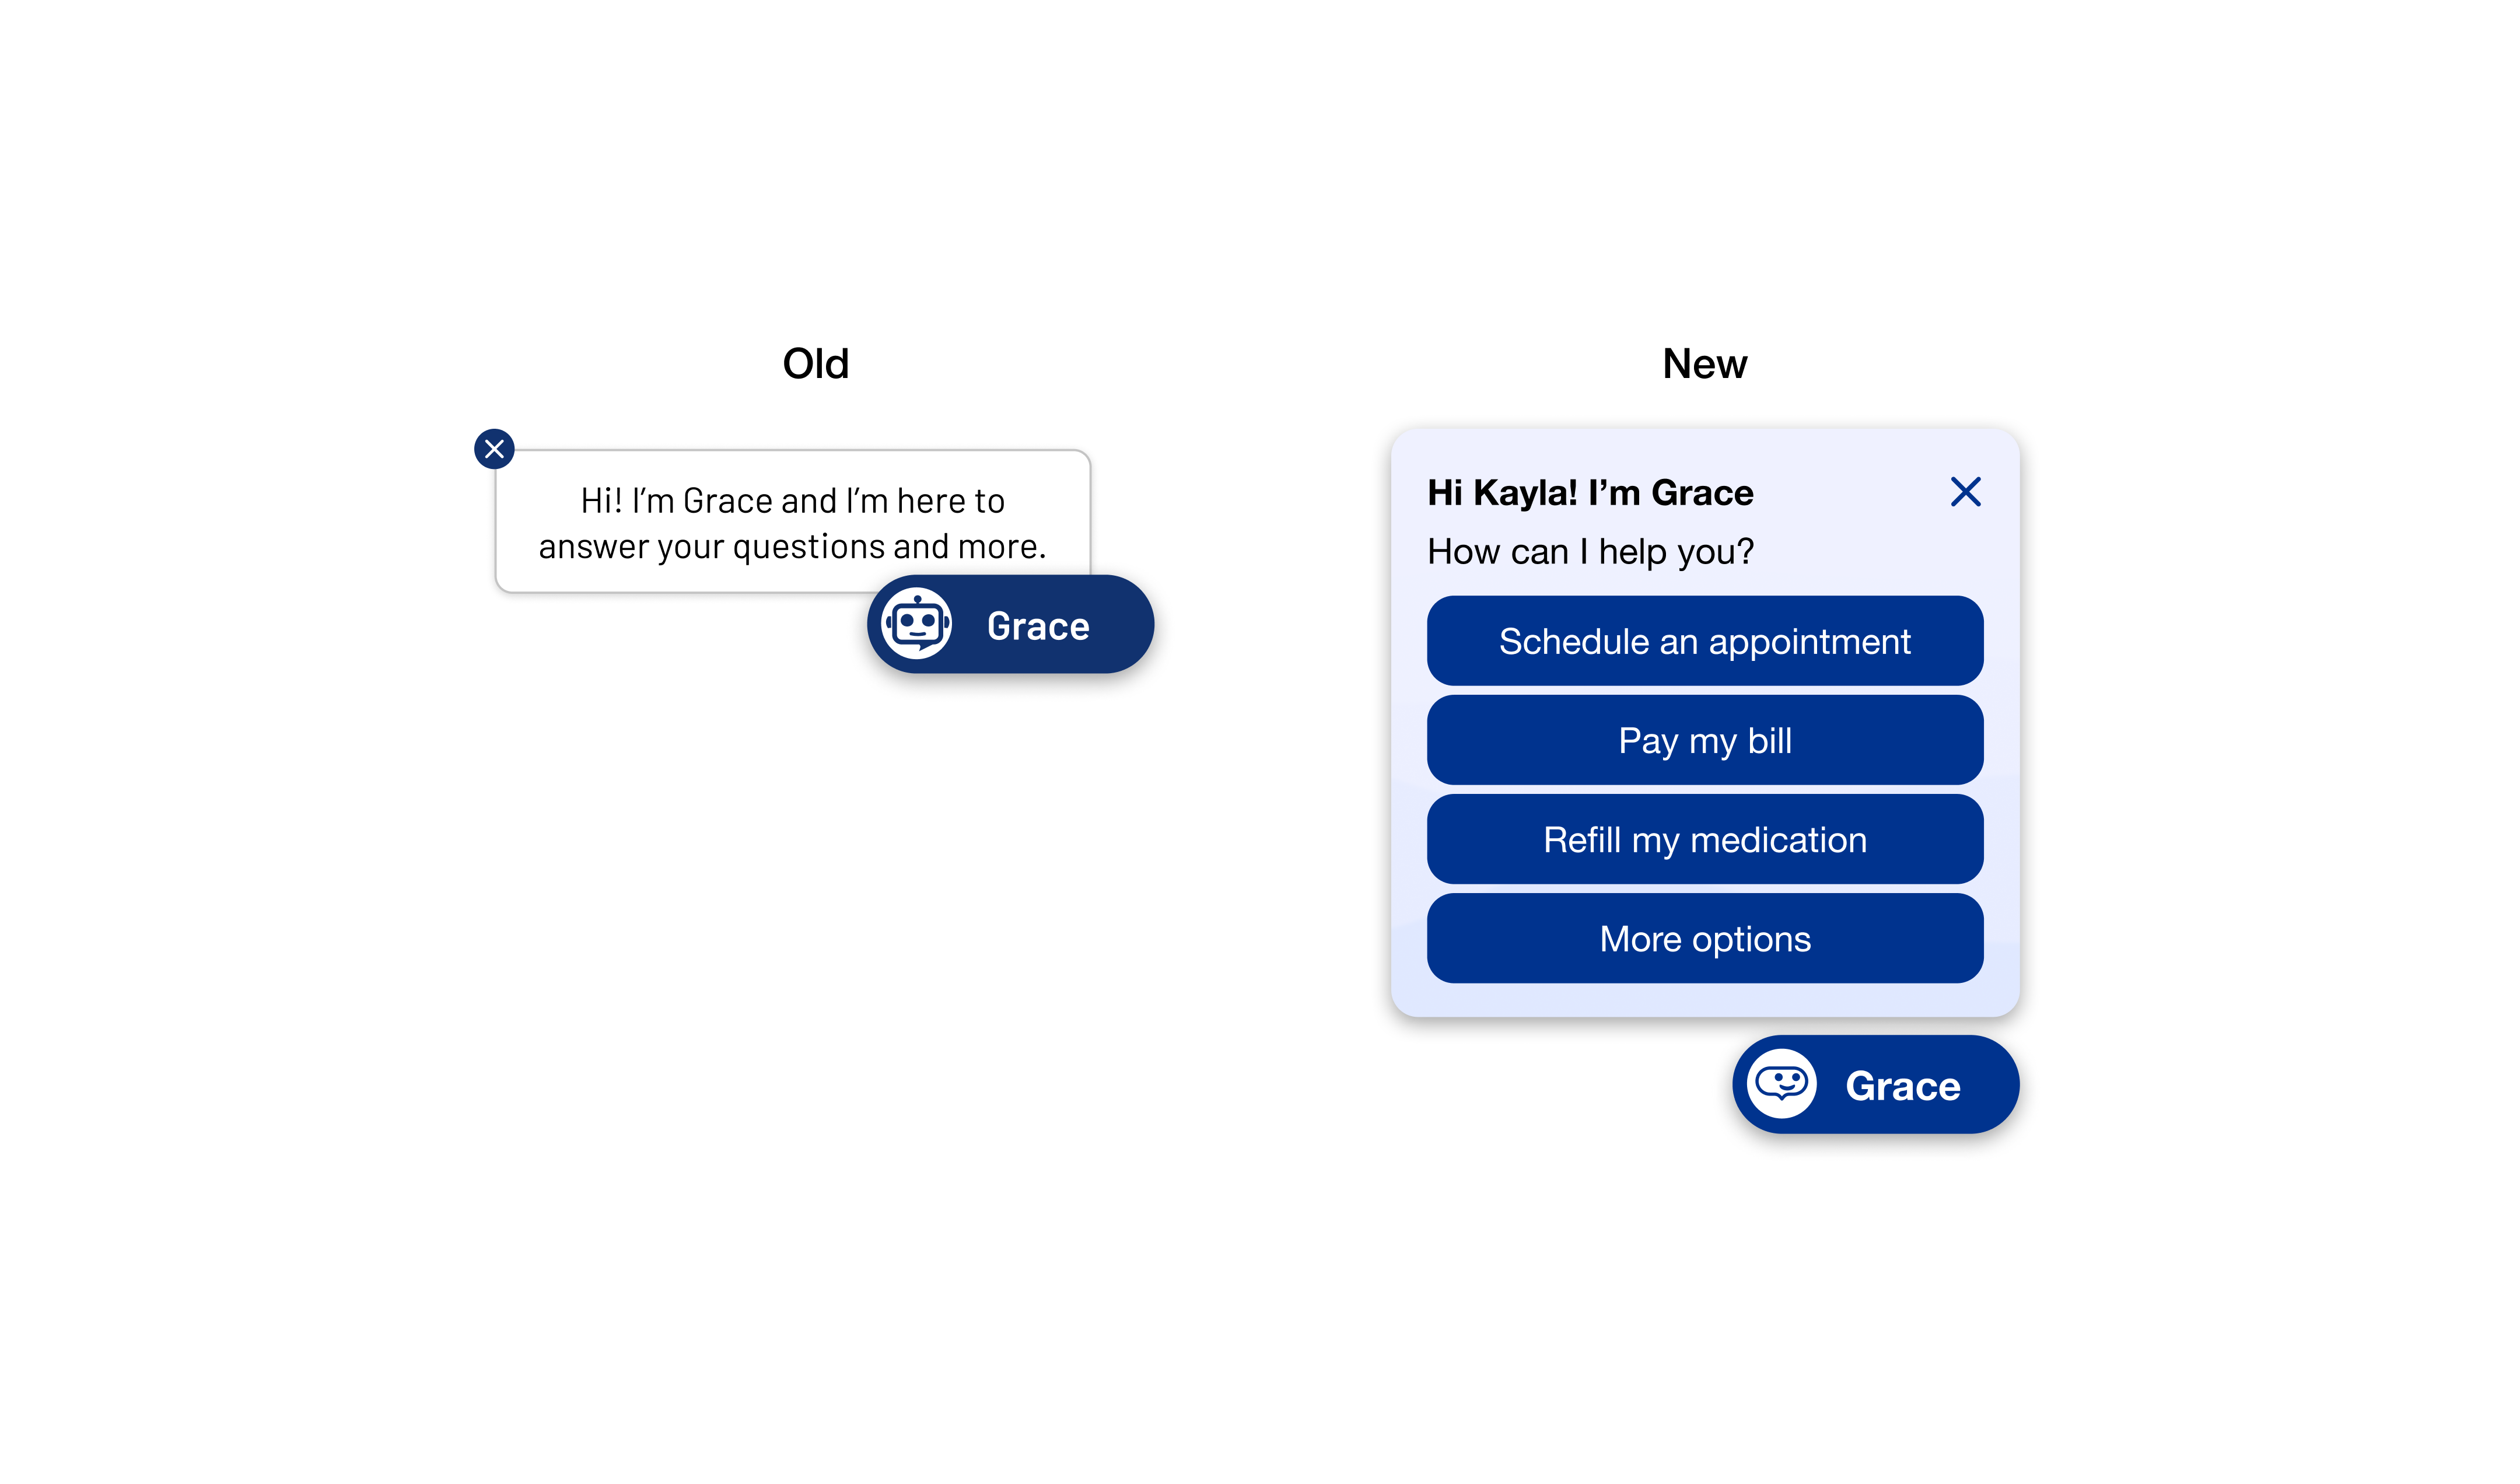 Old
Hi! I’m Grace and I’m here to
answer your questions and more.
Grace
New
Hi Kayla! I’m Grace
How can I help you?
Schedule an appointment
Pay my bill
Refill my medication
More options
Grace